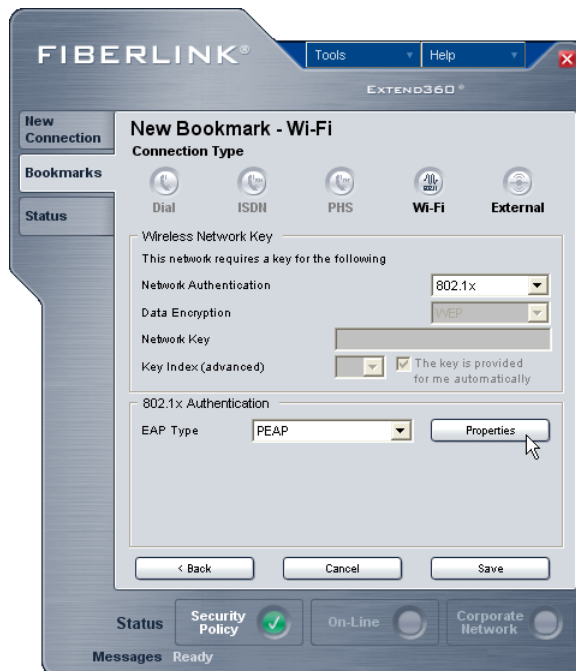 FIBERLINK®
Tools
Help
EXTEND360®
New Connection
Bookmarks
Status
New Bookmark - Wi-Fi
Connection Type
Dial
ISDN
PHS
Wi-Fi
External
Wireless Network Key
This network requires a key for the following
Network Authentication
802.1x
Data Encryption
WEP
Network Key
Key Index (advanced)
The key is provided
for me automatically
802.1x Authentication
EAP Type
PEAP
Properties
< Back
Cancel
Save
Status
Security
Policy
On-Line
Corporate
Network
Messages
Ready